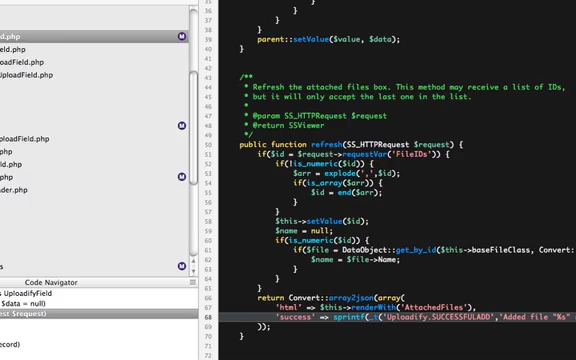 d.php
M
ield.php
loadField.php
UploadField.php
M
ploadField.php
hp
ld.php
.php
M
ader.php
s
M
Code Navigator
ss UploadifyField
$data = null)
est $request)
ecord)
36 }
37 }
38 }
39 parent::setValue($value, $data);
40 }
41
42
43 /**
44 * Refresh the attached files box. This method may receive a list of IDs,
45 * but it will only accept the last one in the list.
46 *
47 * @param SS_HTTPRequest $request
48 * @return SSViewer
49 */
50 public function refresh(SS_HTTPRequest $request) {
51 if($id = $request->requestVar('FileIDs')) {
52 if(!is_numeric($id)) {
53 $arr = explode(',',$id);
54 if(is_array($arr)) {
55 $id = end($arr);
56 }
57 }
58 $this->setValue($id);
59 $name = null;
60 if(is_numeric($id)) {
61 if($file = DataObject::get_by_id($this->baseFileClass, Convert:
62 $name = $file->Name;
63 }
64 }
65 }
66 return Convert::array2json(array(
67 'html' => $this->renderWith('AttachedFiles'),
68 'success' => sprintf(_t('Uploadify.SUCCESSFULADD','Added file "%s"
69 ));
70 }
71